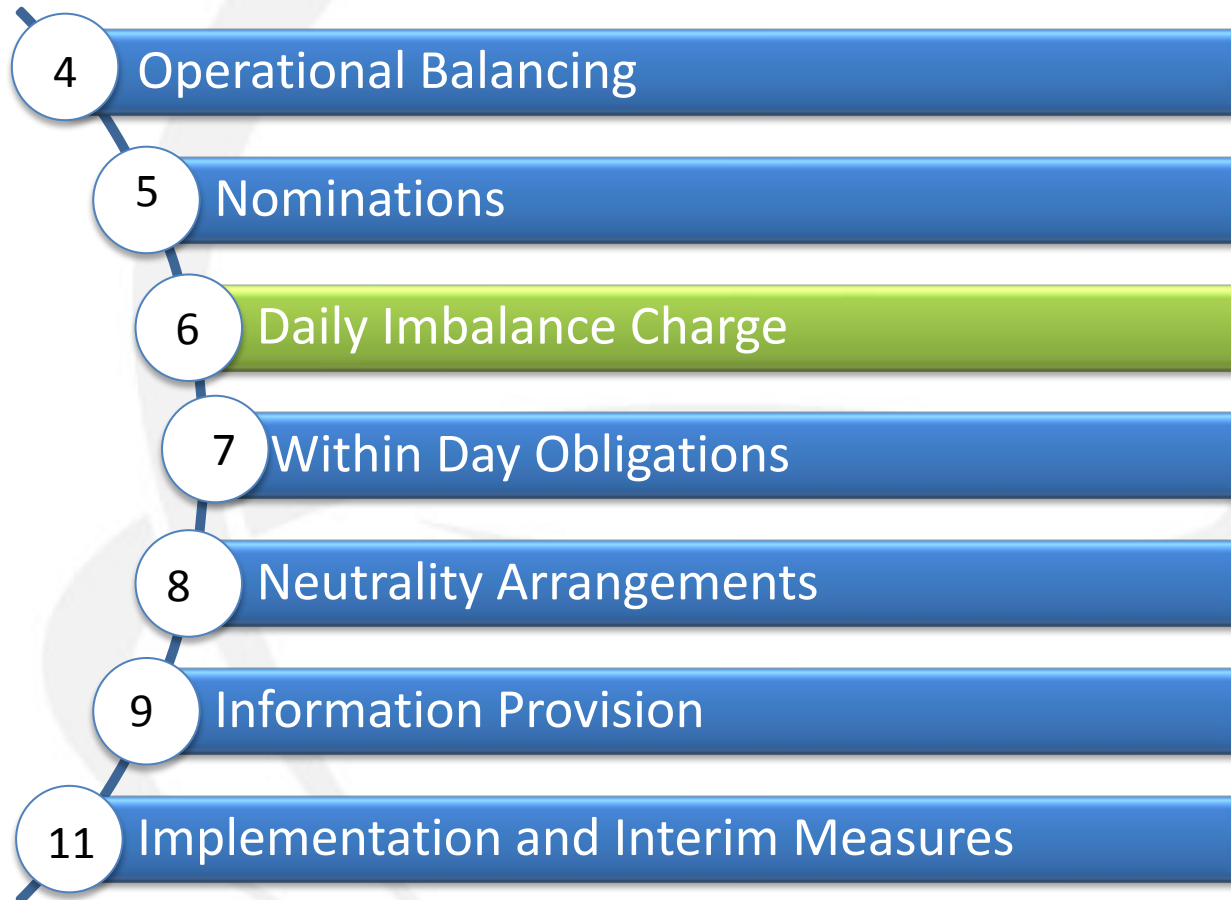 4 Operational Balancing
5 Nominations
6 Daily Imbalance Charge
7 Within Day Obligations
8 Neutrality Arrangements
9 Information Provision
11 Implementation and Interim Measures